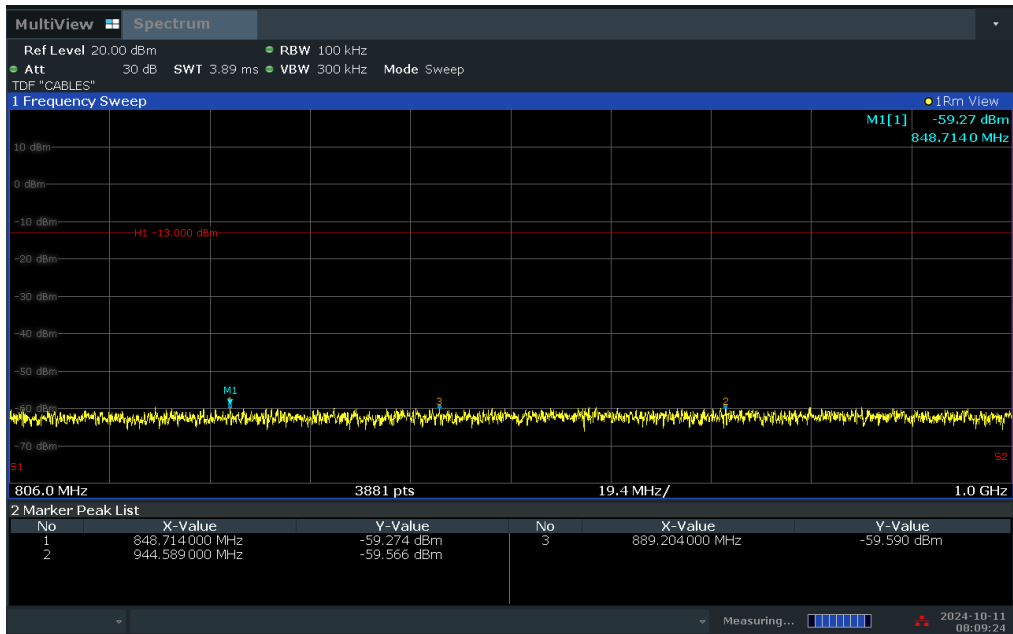 MultiView Spectrum
Ref Level 20.00 dBm RBW 100 kHz
Att 30 dB SWT 3.89 ms VBW 300 kHz Mode Sweep
TDF "CABLES"
1 Frequency Sweep 1Rm View
M1[1] -59.27 dBm
848.7140 MHz
10 dBm
0 dBm
-10 dBm
H1 -13.000 dBm
-20 dBm
-30 dBm
-40 dBm
-50 dBm
M1
3 2
-60 dBm
-70 dBm
S2
S1
806.0 MHz 3881 pts 19.4 MHz/ 1.0 GHz
2 Marker Peak List
No X-Value Y-Value No X-Value Y-Value
1 848.714000 MHz -59.274 dBm 3 889.204000 MHz -59.590 dBm
2 944.589000 MHz -59.566 dBm
Measuring... 2024-10-11
08:09:24